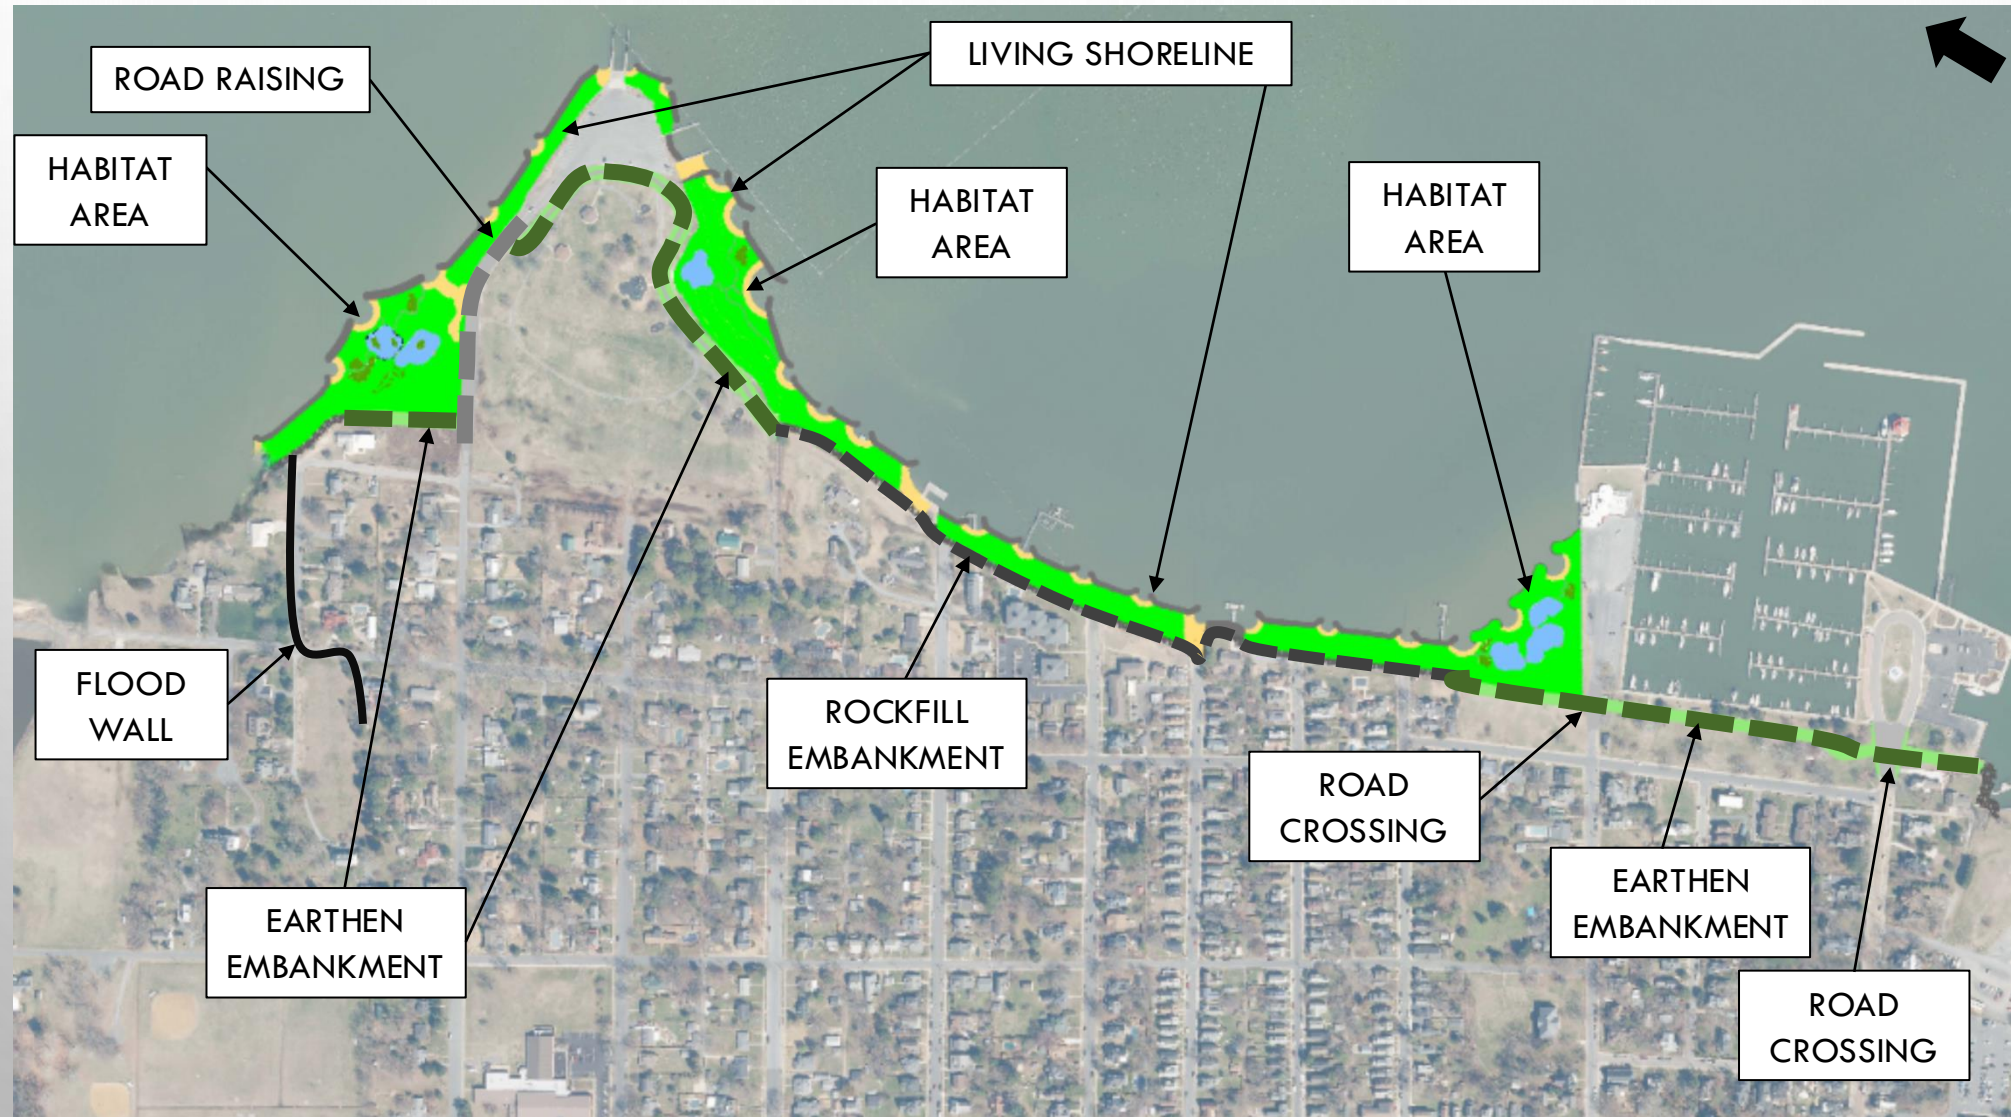 LIVING SHORELINE
ROAD RAISING
HABITAT
AREA
HABITAT
AREA
HABITAT
AREA
FLOOD
WALL
ROCKFILL
EMBANKMENT
ROAD
CROSSING
EARTHEN
EMBANKMENT
EARTHEN
EMBANKMENT
ROAD
CROSSING